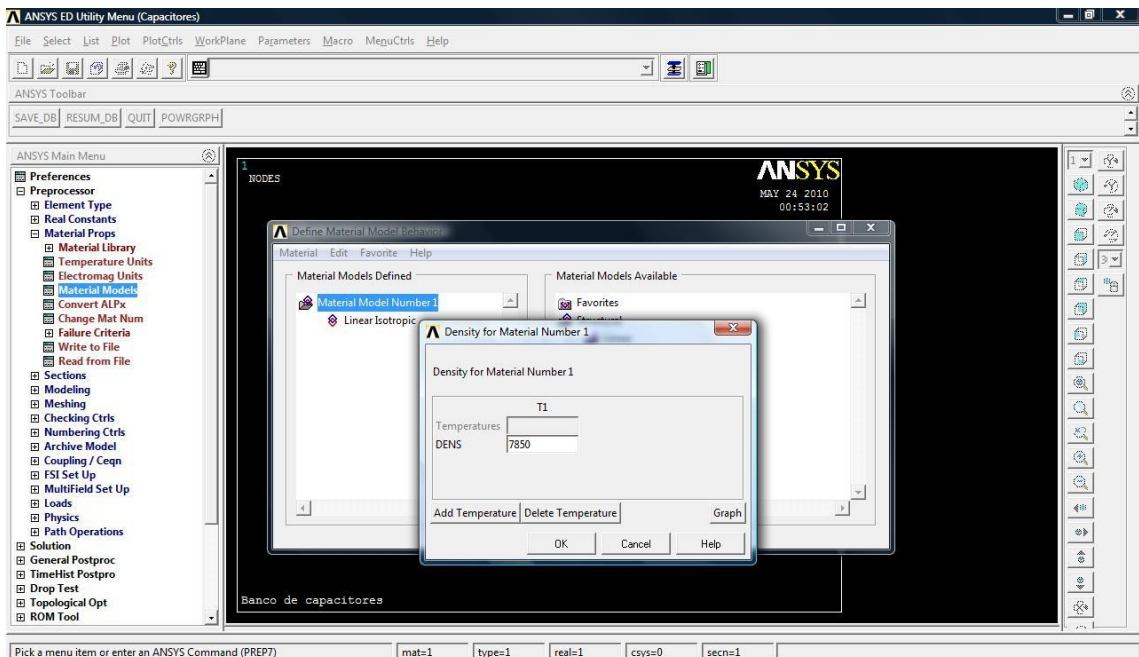 ANSYS ED Utility Menu (Capacitores)
File Select List Plot PlotCtrls WorkPlane Parameters Macro MenuCtrls Help
ANSYS Toolbar
SAVE_DB RESUM_DB QUIT POWRGRPH
ANSYS Main Menu
Preferences
Preprocessor
Element Type
Real Constants
Material Props
Material Library
Temperature Units
Electromag Units
Material Models
Convert ALPx
Change Mat Num
Failure Criteria
Write to File
Read from File
Sections
Modeling
Meshing
Checking Ctrls
Numbering Ctrls
Archive Model
Coupling / Ceqn
FSI Set Up
MultiField Set Up
Loads
Physics
Path Operations
Solution
General Postproc
TimeHist Postpro
Drop Test
Topological Opt
ROM Tool
1
NODES
ANSYS
MAY 24 2010
00:53:02
Define Material Model Behavior
Material Edit Favorite Help
Material Models Defined
Material Models Available
Material Model Number 1
Linear Isotropic
Favorites
Structural
Density for Material Number 1
Density for Material Number 1
T1
Temperatures
DENS 7850
Add Temperature Delete Temperature Graph
OK Cancel Help
Banco de capacitores
1
3
Pick a menu item or enter an ANSYS Command (PREP7) mat=1 type=1 real=1 csys=0 secn=1